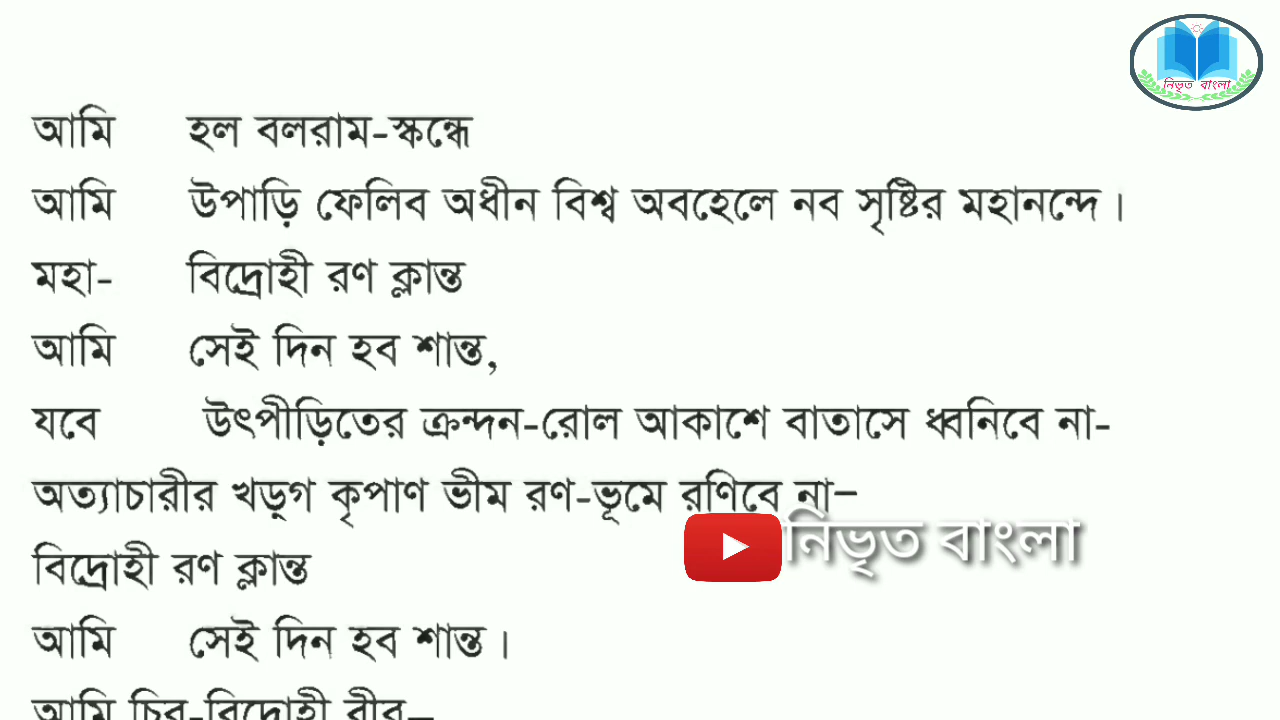 নিভৃত বাংলা
আমি হল বলরাম-স্কন্ধে
আমি উপাড়ি ফেলিব অধীন বিশ্ব অবহেলে নব সৃষ্টির মহানন্দে।
মহা- বিদ্রোহী রণ ক্লান্ত
আমি সেই দিন হব শান্ত,
যবে উৎপীড়িতের ক্রন্দন-রোল আকাশে বাতাসে ধ্বনিবে না-
অত্যাচারীর খড়্গ কৃপাণ ভীম রণ-ভূমে রণিবে না–
নিভৃত বাংলা
বিদ্রোহী রণ ক্লান্ত
আমি সেই দিন হব শান্ত।
আমি চির-বিদ্রোহী বীর–